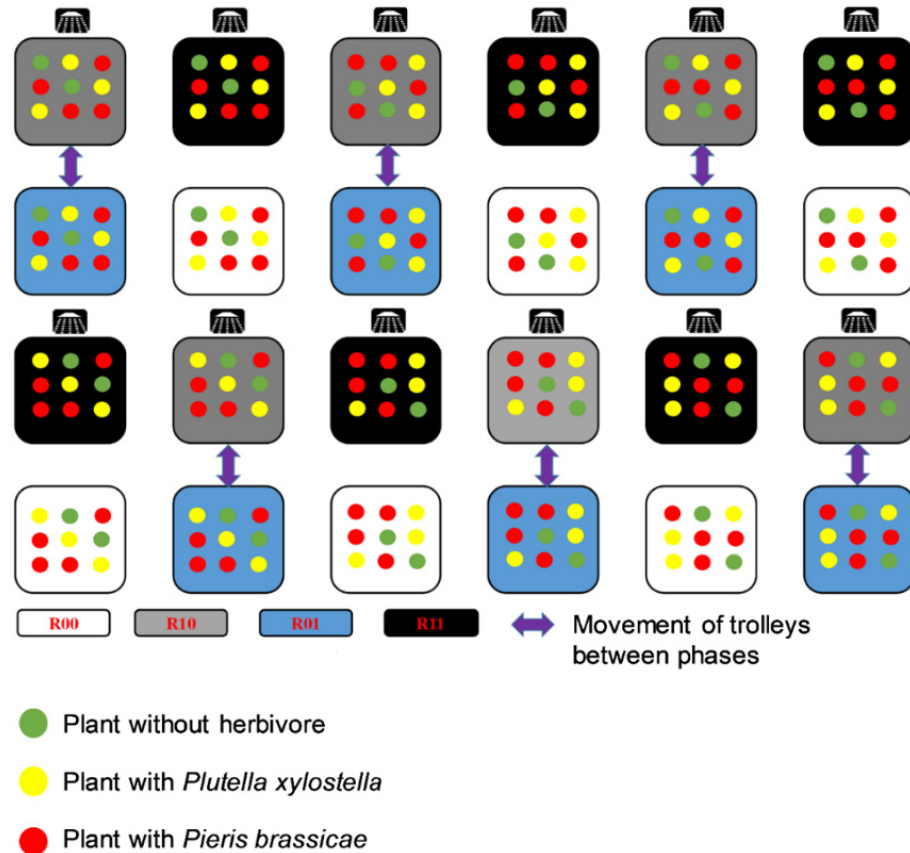 R00 R10 R01 R11 Movement of trolleys
between phases
Plant without herbivore
Plant with Plutella xylostella
Plant with Pieris brassicae